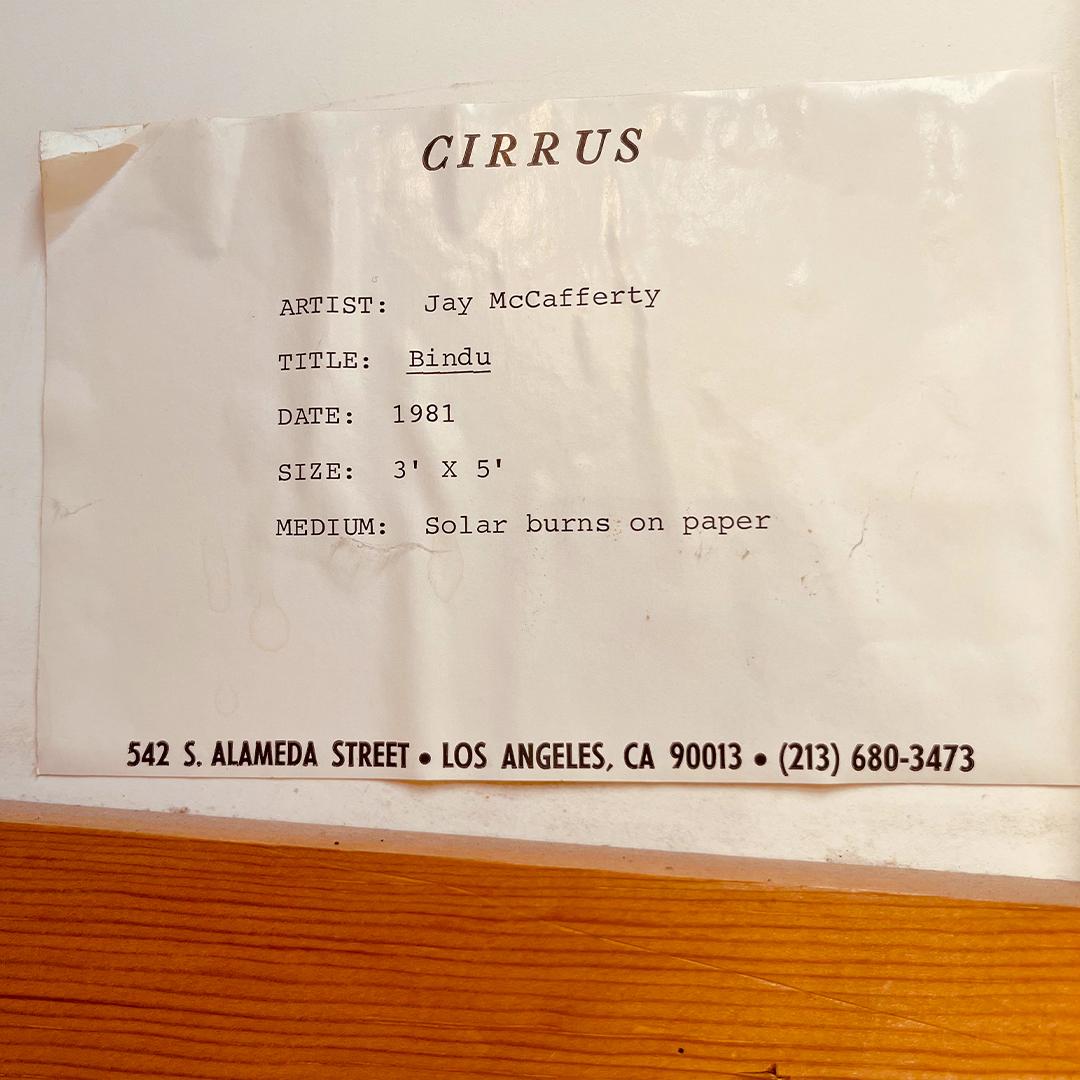 CIRRUS
ARTIST: Jay McCafferty
TITLE: Bindu
DATE: 1981
SIZE: 3' X 5'
MEDIUM: Solar burns on paper
542 S. ALAMEDA STREET • LOS ANGELES, CA 90013 • (213) 680-3473